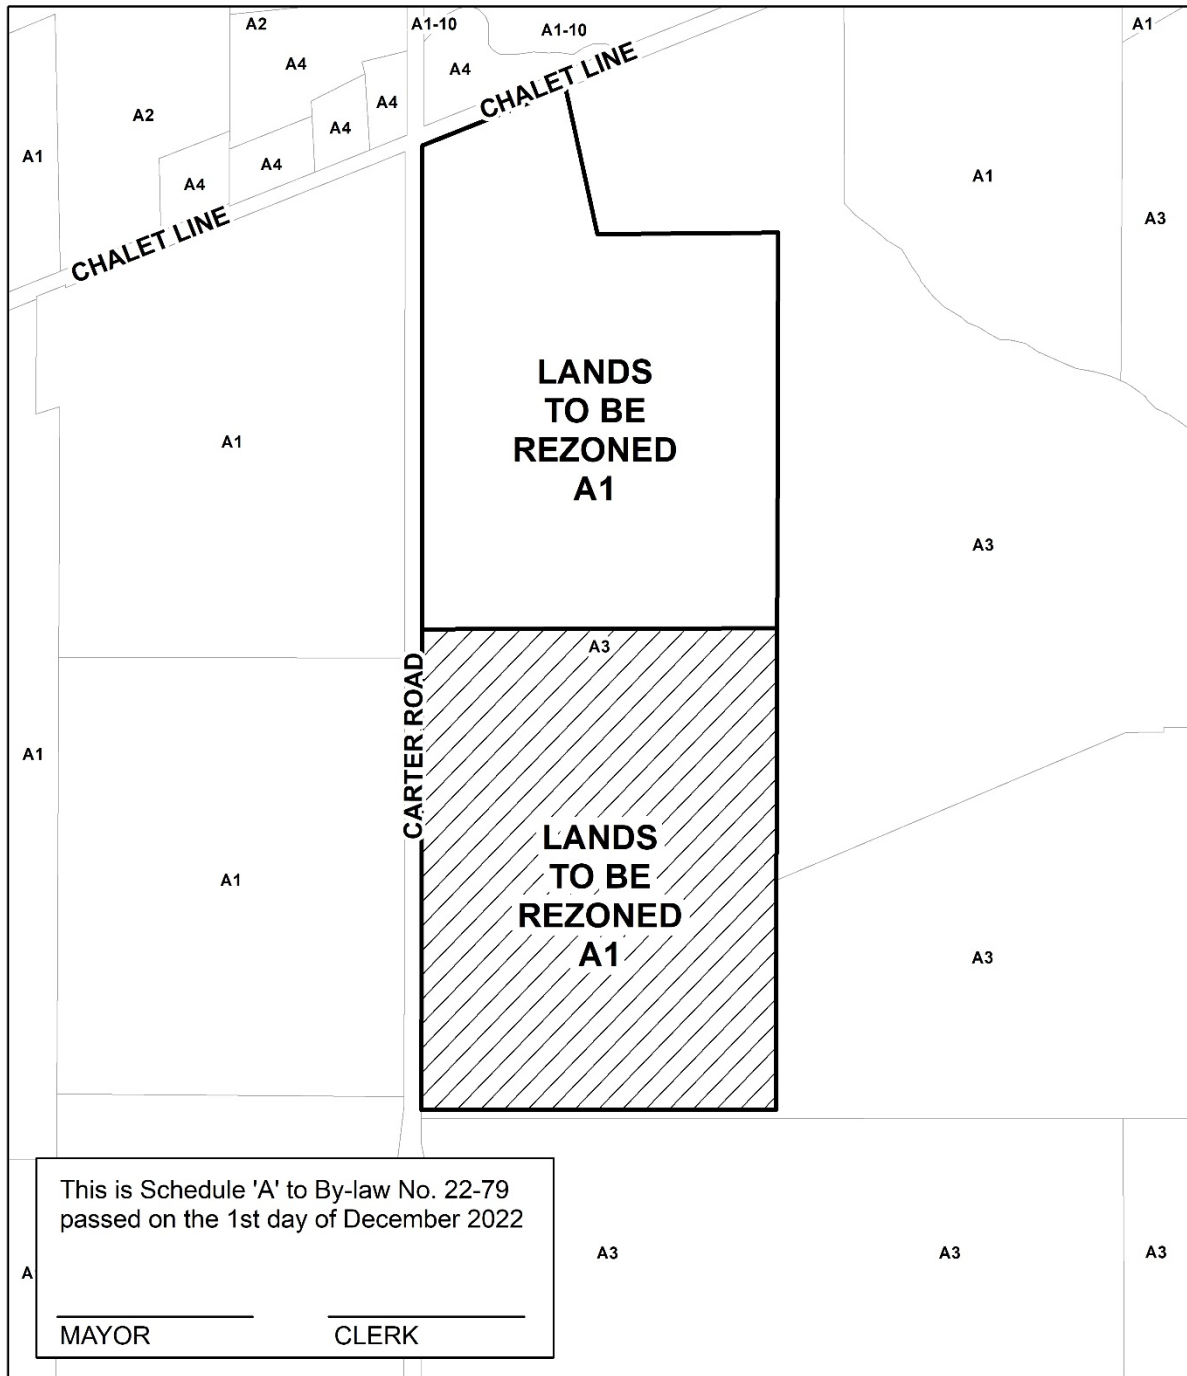 A2
A1-10
A1-10
A1
A4
A4
A4
CHALET LINE
A2
A4
A1
A4
A4
A1
A3
CHALET LINE
LANDS
TO BE
REZONED
A1
A1
A3
A3
CARTER ROAD
A1
LANDS
TO BE
REZONED
A1
A1
A3
This is Schedule 'A' to By-law No. 22-79
passed on the 1st day of December 2022
MAYOR
CLERK
A
A3
A3
A3